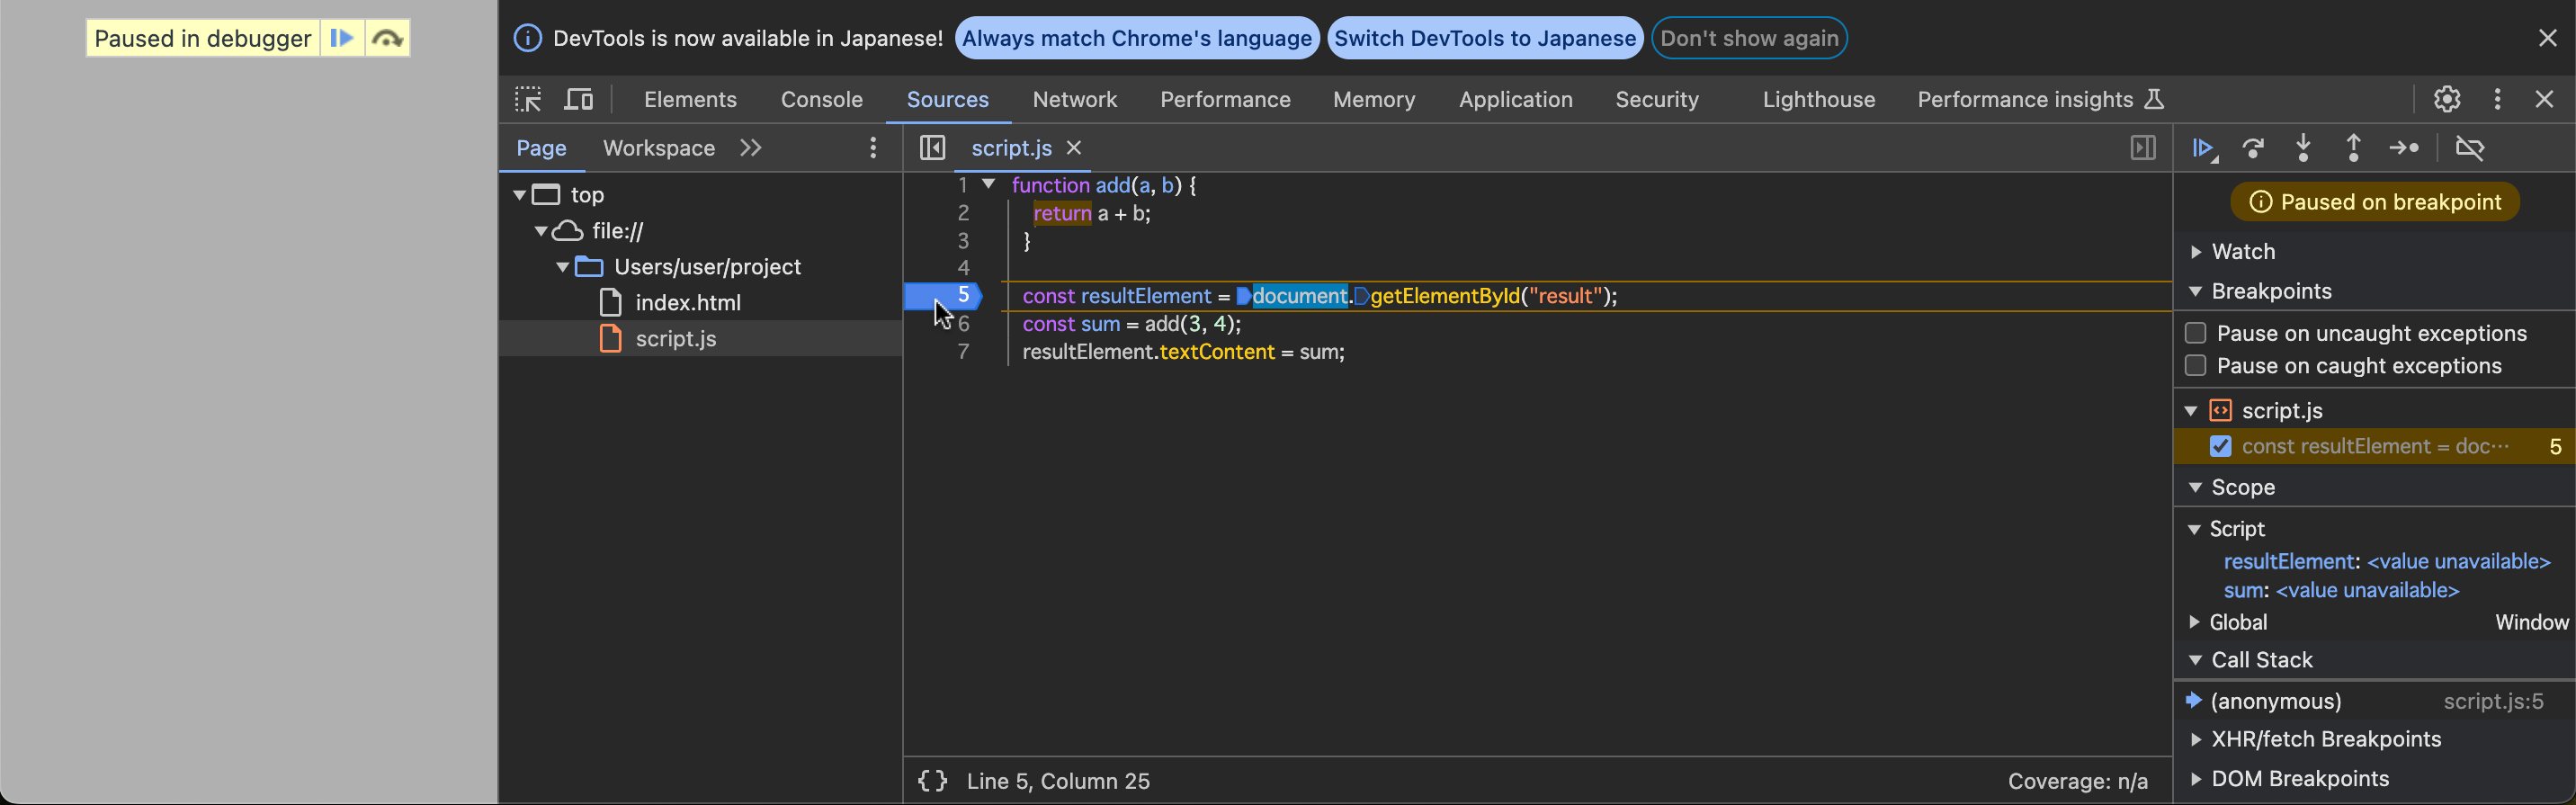 Paused in debugger
DevTools is now available in Japanese! Always match Chrome's language Switch DevTools to Japanese Don't show again
Elements Console Sources Network Performance Memory Application Security Lighthouse Performance insights
Page Workspace
top
file://
Users/user/project
index.html
script.js
script.js
1 function add(a, b) {
2 return a + b;
3 }
4
5 const resultElement = document.getElementById("result");
6 const sum = add(3, 4);
7 resultElement.textContent = sum;
{ } Line 5, Column 25
Coverage: n/a
Paused on breakpoint
Watch
Breakpoints
Pause on uncaught exceptions
Pause on caught exceptions
script.js
const resultElement = doc… 5
Scope
Script
resultElement: <value unavailable>
sum: <value unavailable>
Global Window
Call Stack
(anonymous) script.js:5
XHR/fetch Breakpoints
DOM Breakpoints